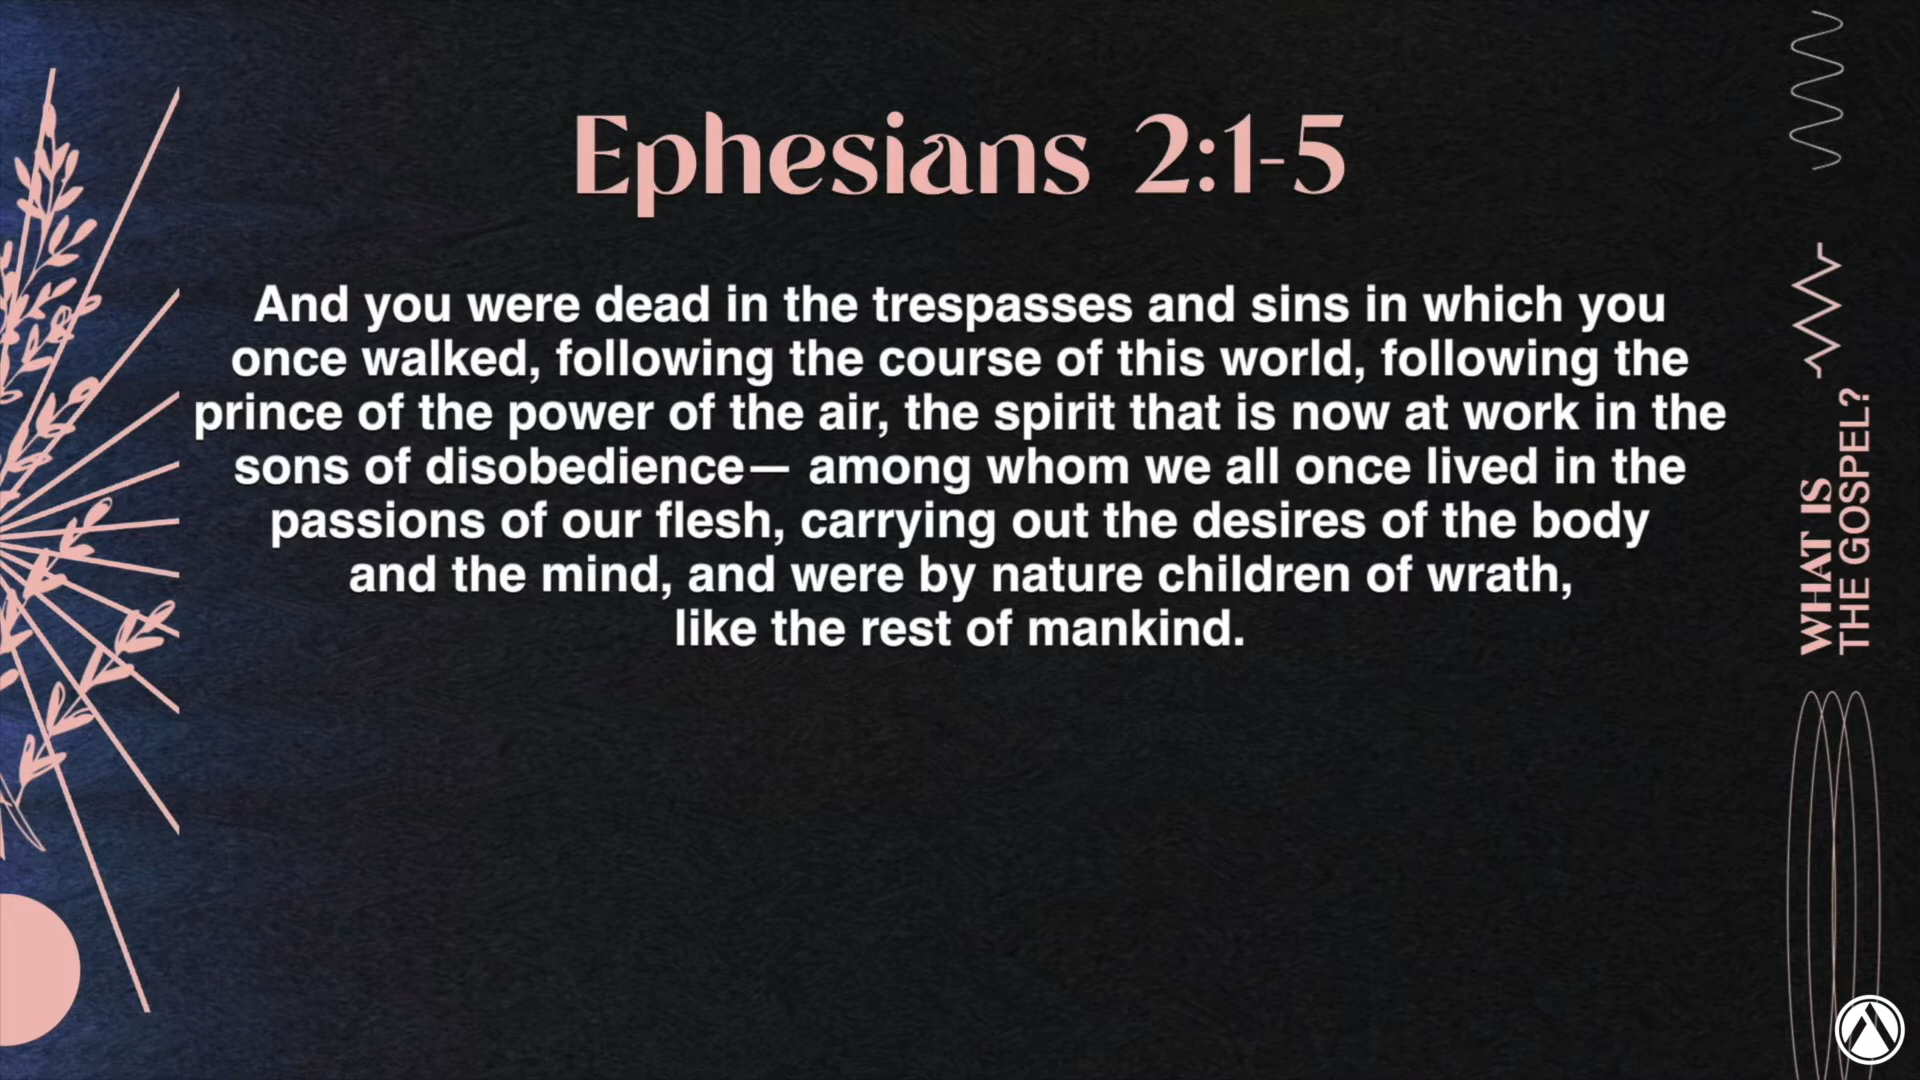 Ephesians 2:1-5
And you were dead in the trespasses and sins in which you
once walked, following the course of this world, following the
prince of the power of the air, the spirit that is now at work in the
sons of disobedience— among whom we all once lived in the
passions of our flesh, carrying out the desires of the body
and the mind, and were by nature children of wrath,
like the rest of mankind.
WHAT IS
THE GOSPEL?